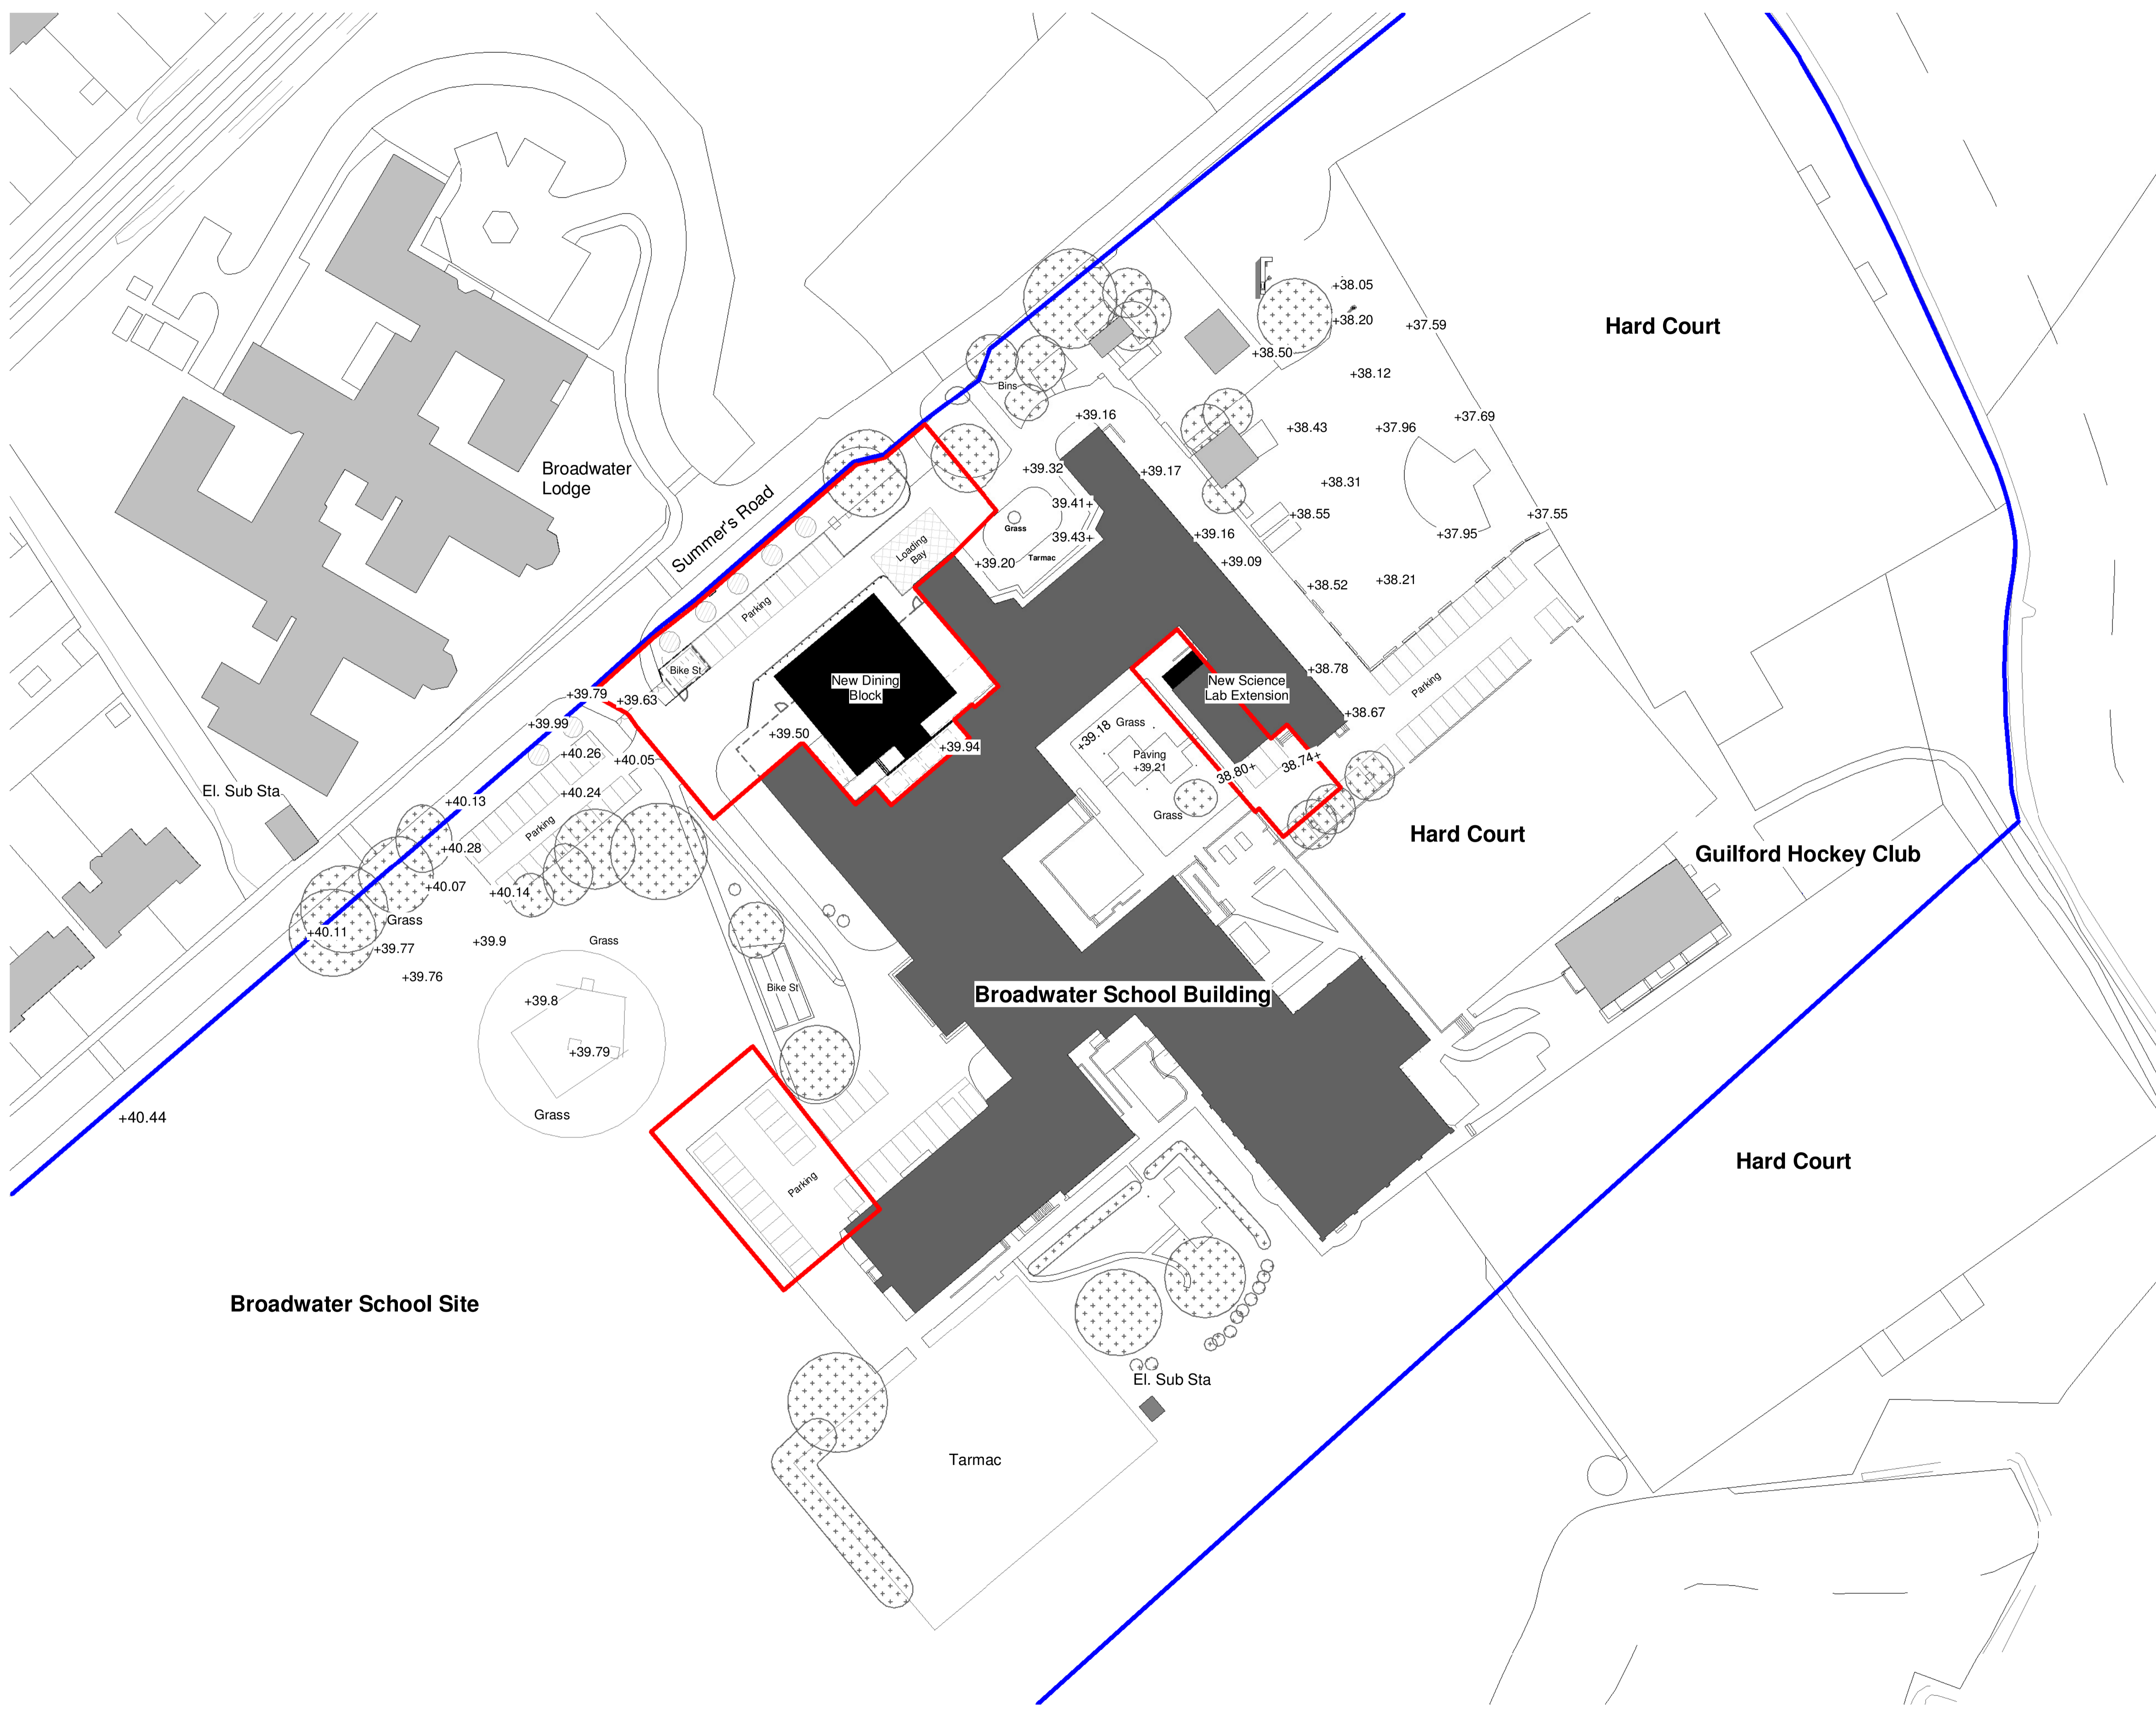 +38.05
+38.20
+37.59
Hard Court
+38.50
+38.12
Bins
+39.16
+38.43
+37.96
+37.69
Broadwater
Lodge
+39.32
+39.17
+38.31
Summer's Road
39.41+
Grass
+38.55
+37.55
39.43+
+39.16
+37.95
Loading
Bay
+39.20
Tarmac
+39.09
+38.52
+38.21
Parking
Bike St
New Dining
Block
New Science
Lab Extension
+38.78
Parking
+39.79
+39.63
+39.99
+39.50
+39.94
+39.18
Grass
+38.67
+40.26
+40.05
Paving
+39.21
38.80+
38.74+
El. Sub Sta
+40.13
+40.24
Parking
Grass
Hard Court
+40.28
Guilford Hockey Club
+40.07
+40.14
Grass
+40.11
+39.77
+39.9
Grass
+39.76
Bike St
Broadwater School Building
+39.8
+39.79
+40.44
Grass
Parking
Hard Court
Broadwater School Site
El. Sub Sta
Tarmac